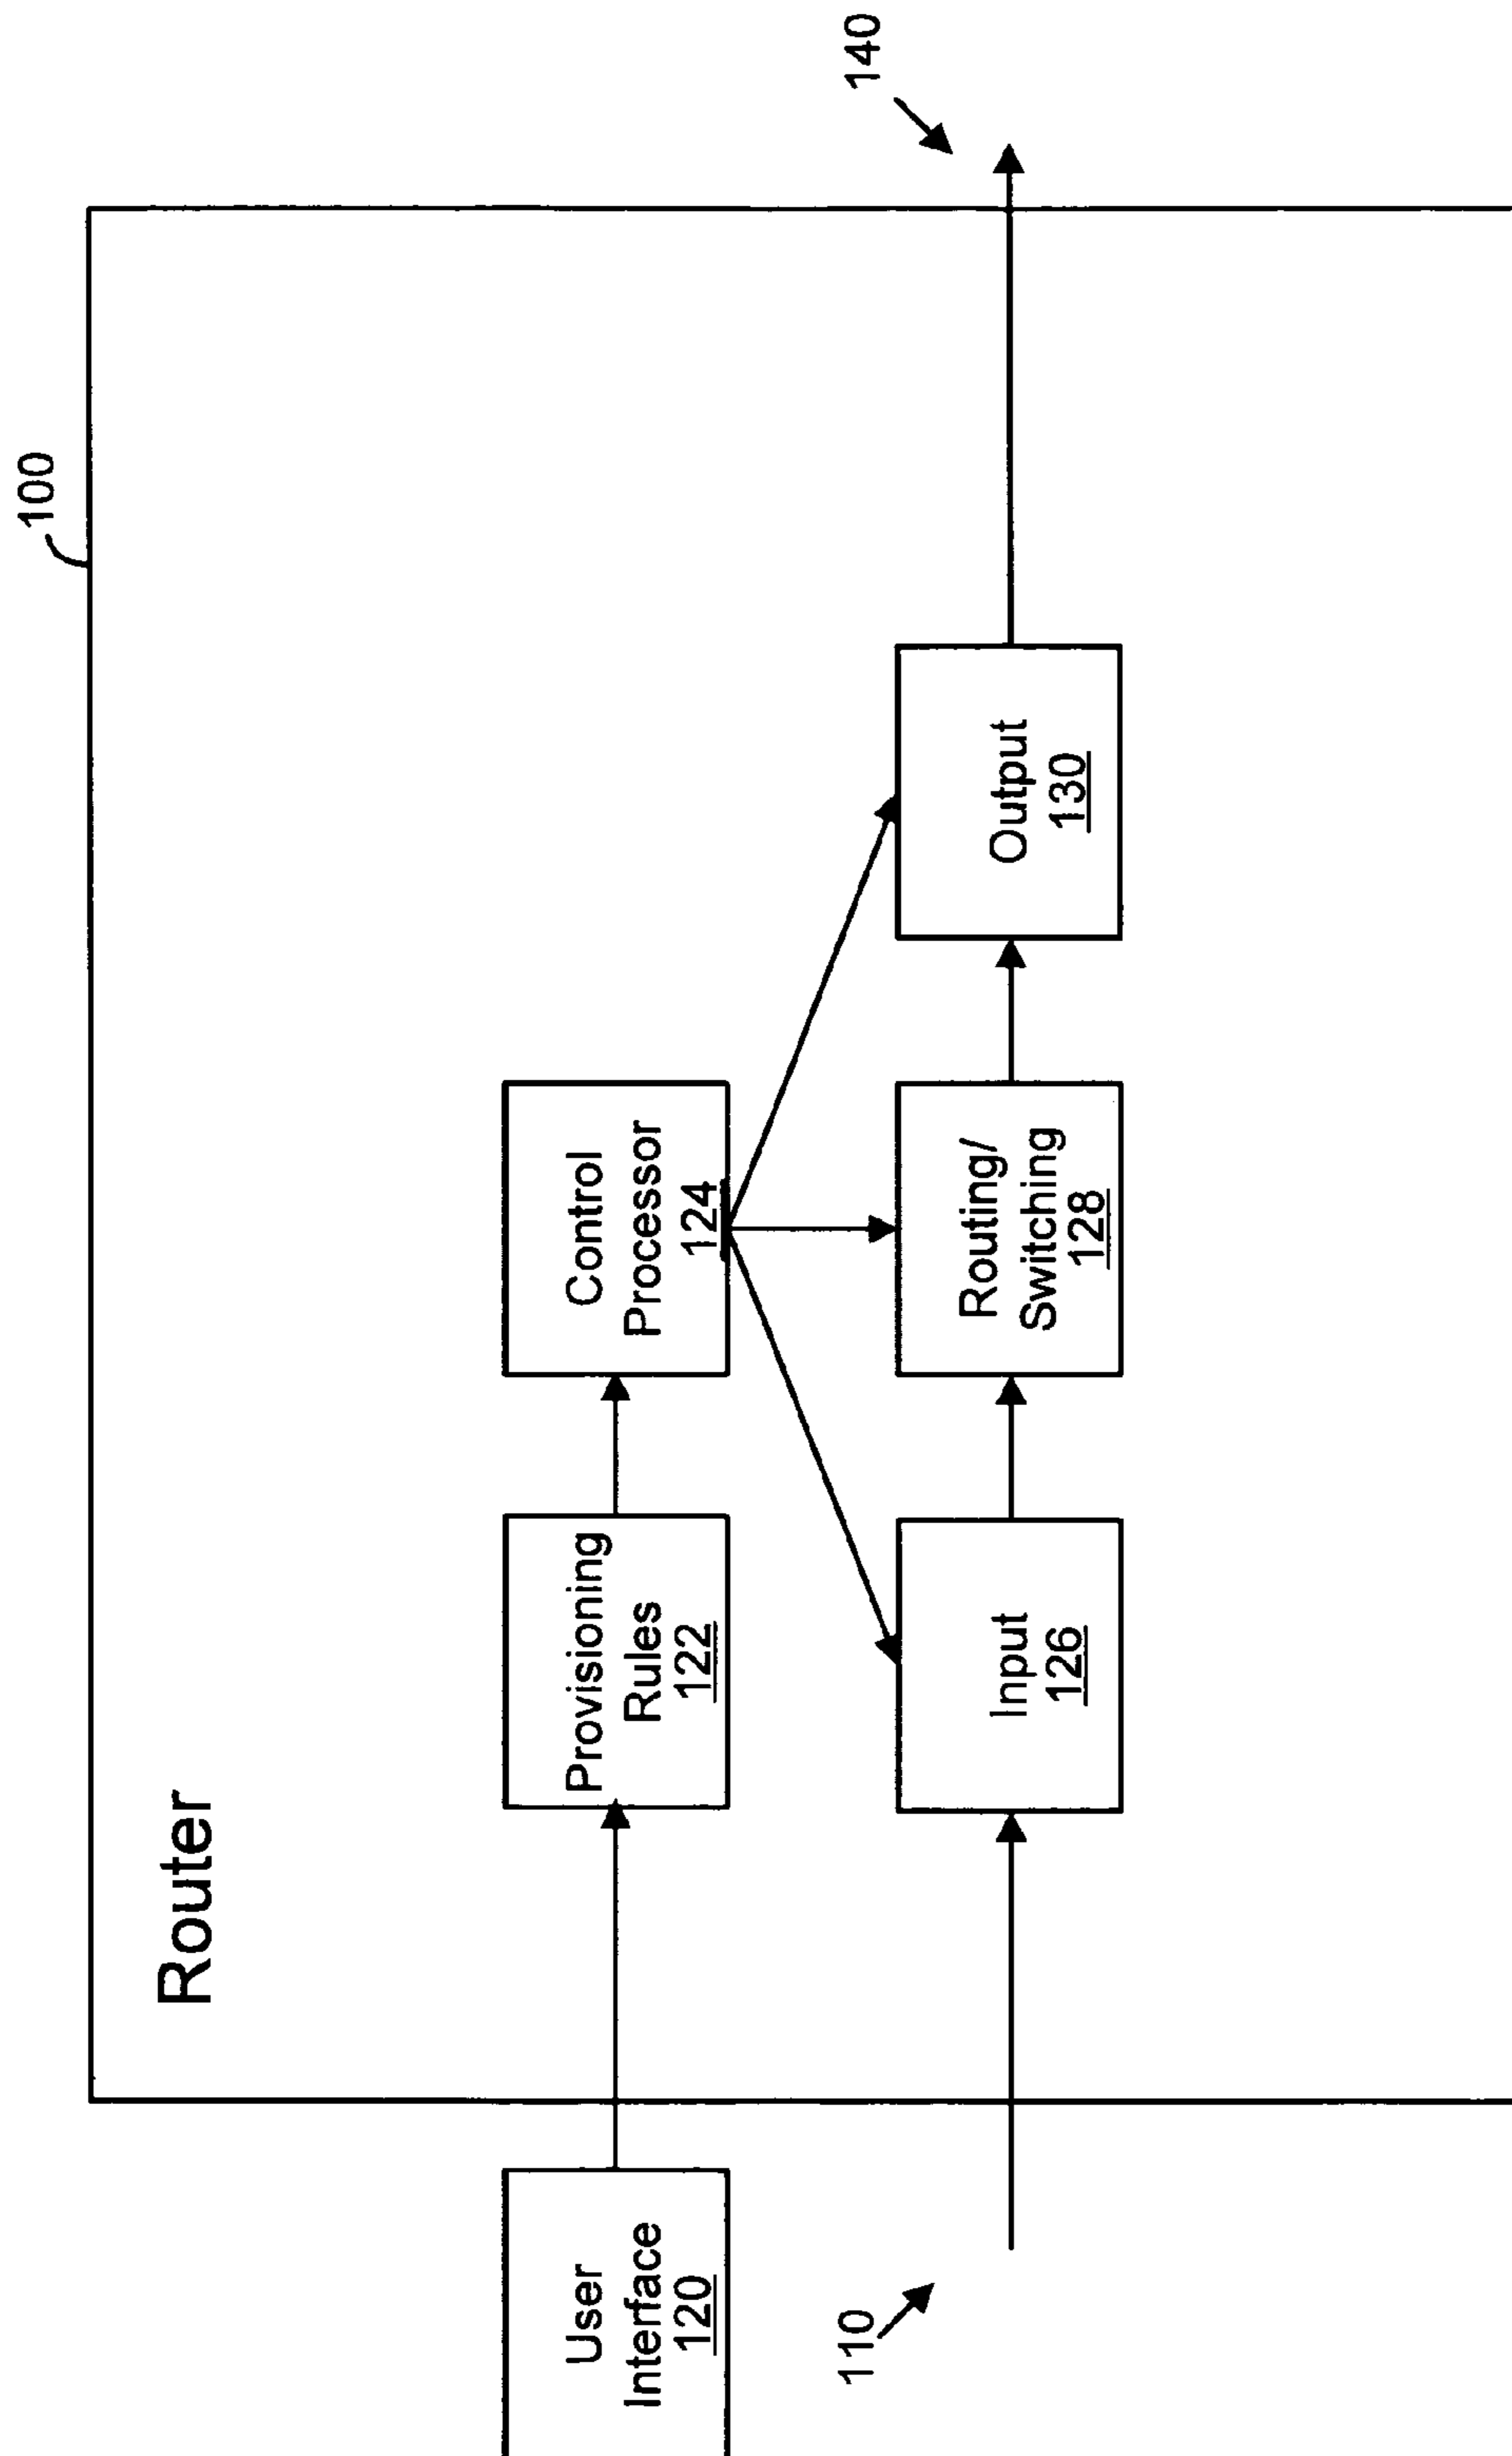 100
140
Router
User
Interface
120
Provisioning
Rules
122
Control
Processor
124
110
Input
126
Routing/
Switching
128
Output
130